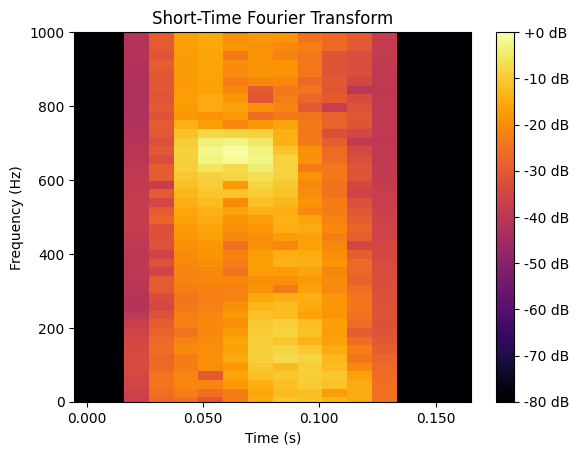 Short-Time Fourier Transform
1000
800
600
400
200
0
Frequency (Hz)
0.000
0.050
0.100
0.150
Time (s)
+0 dB
-10 dB
-20 dB
-30 dB
-40 dB
-50 dB
-60 dB
-70 dB
-80 dB